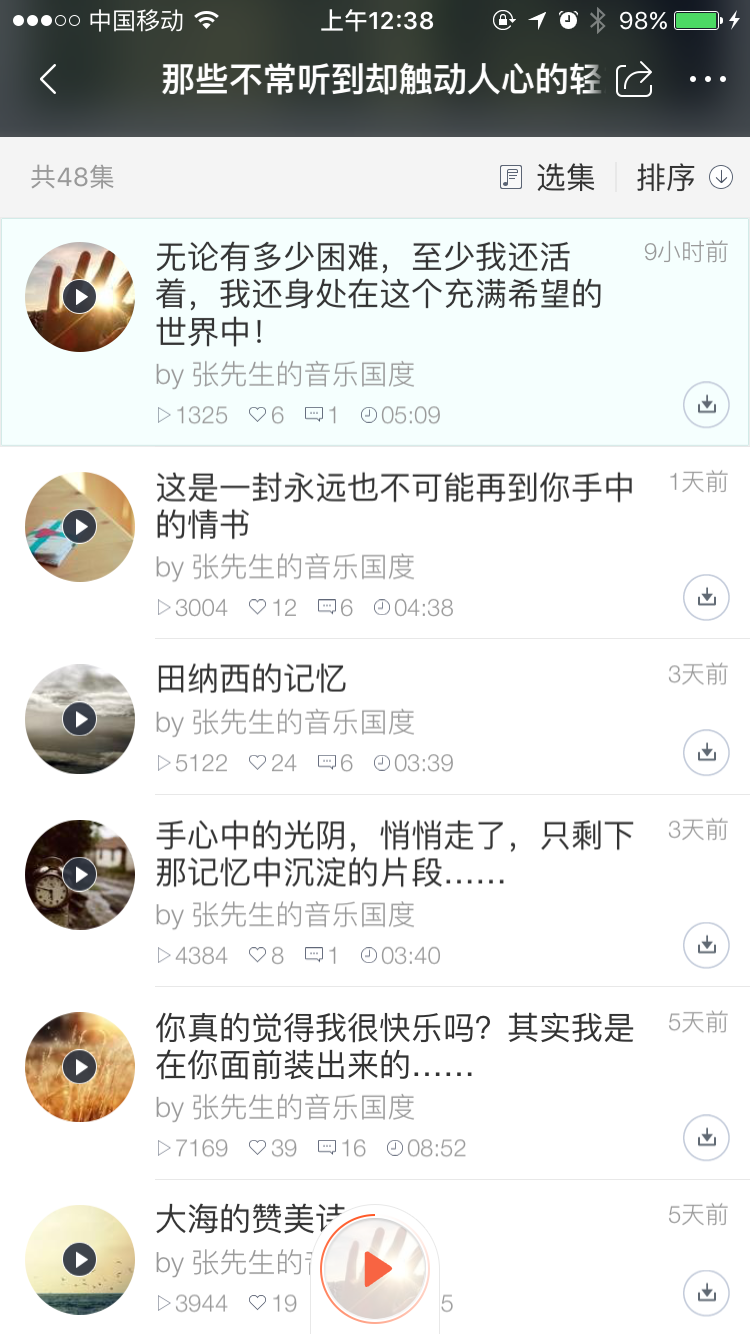 中国移动 上午12:38 98%
那些不常听到却触动人心的轻
共48集 选集 排序
无论有多少困难，至少我还活 9小时前
着，我还身处在这个充满希望的
世界中！
by 张先生的音乐国度
1325 6 1 05:09
这是一封永远也不可能再到你手中 1天前
的情书
by 张先生的音乐国度
3004 12 6 04:38
田纳西的记忆 3天前
by 张先生的音乐国度
5122 24 6 03:39
手心中的光阴，悄悄走了，只剩下 3天前
那记忆中沉淀的片段……
by 张先生的音乐国度
4384 8 1 03:40
你真的觉得我很快乐吗？其实我是 5天前
在你面前装出来的……
by 张先生的音乐国度
7169 39 16 08:52
大海的赞美诗 5天前
by 张先生的
3944 19 5